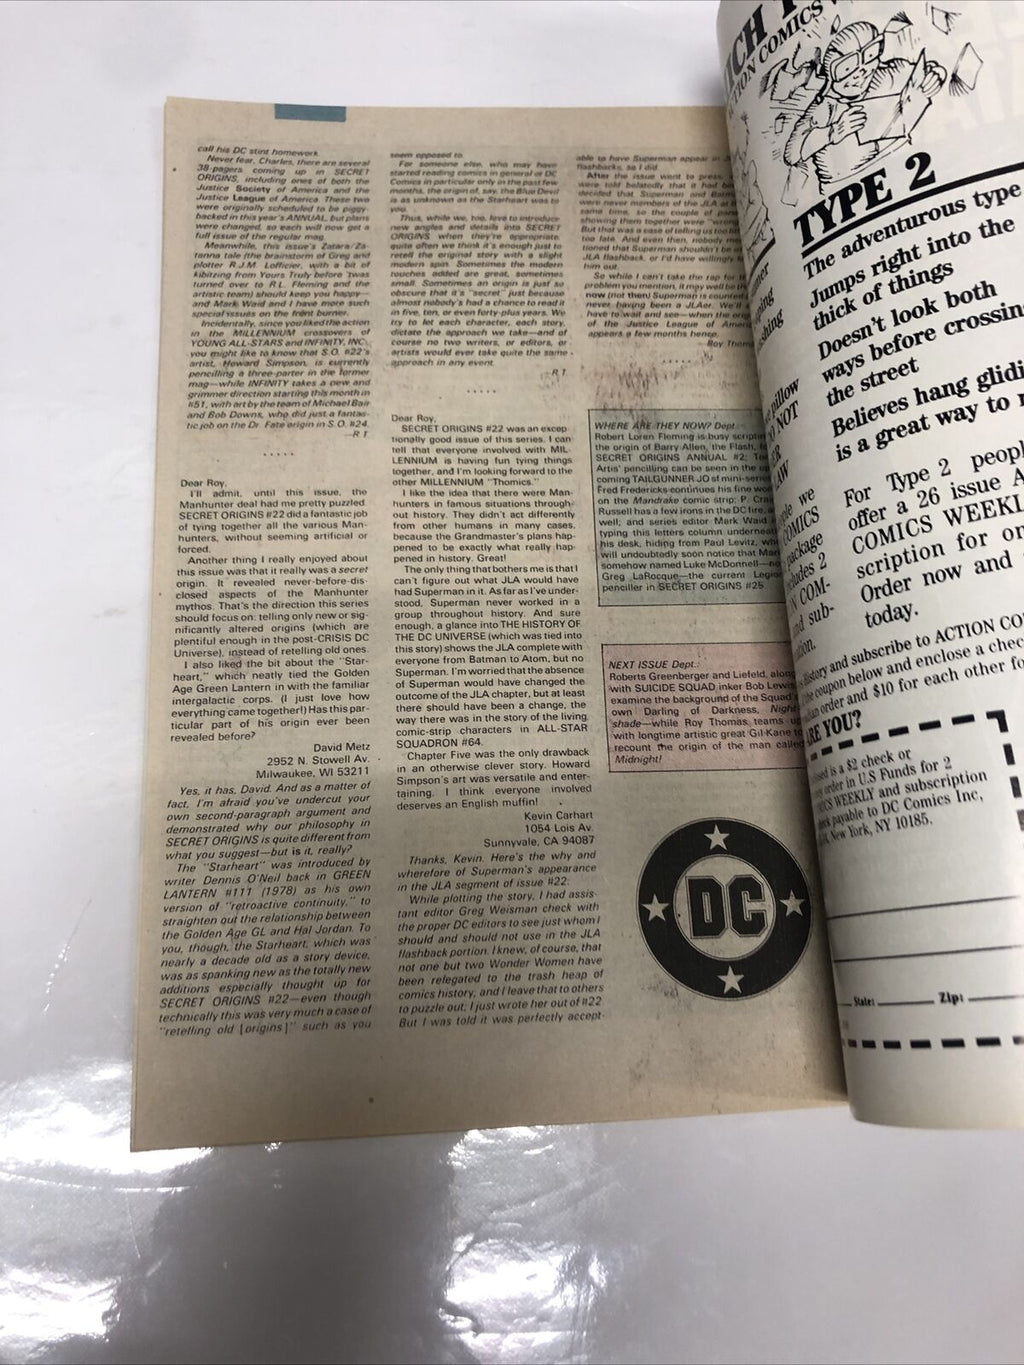 call his DC stint homework.
Never fear, Charles, there are several
38-pagers coming up in SECRET
ORIGINS, including ones of both the
Justice Society of America and the
Justice League of America. These two
were originally scheduled to be piggy-
backed in this year's ANNUAL, but plans
were changed, so each will now get a
full issue of the regular mag.
Meanwhile, this issue's Zatara/Za-
tanna tale (the brainstorm of Greg and
plotter R.J.M. Lofficier, with a bit of
kibitzing from Yours Truly before 'twas
turned over to R.L. Fleming and the
artistic team) should keep you happy—
and Mark Waid and I have more such
special issues on the front burner.
Incidentally, since you liked the action
in the MILLENNIUM crossovers of
YOUNG ALL-STARS and INFINITY, INC.,
you might like to know that S.O. #22's
artist, Howard Simpson, is currently
pencilling a three-parter in the former
mag—while INFINITY takes a new and
grimmer direction starting this month in
#51, with art by the team of Michael Bair
and Bob Downs, who did just a fantas-
tic job on the Dr. Fate origin in S.O. #24.
—R.T.
.....
Dear Roy,
I'll admit, until this issue, the
Manhunter deal had me pretty puzzled.
SECRET ORIGINS #22 did a fantastic job
of tying together all the various Man-
hunters, without seeming artificial or
forced.
Another thing I really enjoyed about
this issue was that it really was a secret
origin. It revealed never-before-dis-
closed aspects of the Manhunter
mythos. That's the direction this series
should focus on: telling only new or sig-
nificantly altered origins (which are
plentiful enough in the post-CRISIS DC
Universe), instead of retelling old ones.
I also liked the bit about the "Star-
heart," which neatly tied the Golden
Age Green Lantern in with the familiar
intergalactic corps. (I just love how
everything came together!) Has this par-
ticular part of his origin ever been
revealed before?
David Metz
2952 N. Stowell Av.
Milwaukee, WI 53211
Yes, it has, David. And as a matter of
fact, I'm afraid you've undercut your
own second-paragraph argument and
demonstrated why our philosophy in
SECRET ORIGINS is quite different from
what you suggest—but is it, really?
The "Starheart" was introduced by
writer Dennis O'Neil back in GREEN
LANTERN #111 (1978) as his own
version of "retroactive continuity," to
straighten out the relationship between
the Golden Age GL and Hal Jordan. To
you, though, the Starheart, which was
nearly a decade old as a story device,
was as spanking new as the totally new
additions especially thought up for
SECRET ORIGINS #22—even though
technically this was very much a case of
"retelling old [origins]" such as you
seem opposed to.
For someone else, who may have
started reading comics in general or DC
Comics in particular only in the past few
months, the origin of, say, the Blue Devil
is as unknown as the Starheart was to
you.
Thus, while we, too, love to introduce
new angles and details into SECRET
ORIGINS when they're appropriate,
quite often we think it's enough just to
retell the original story with a slight
modern spin. Sometimes the modern
touches added are great, sometimes
small. Sometimes an origin is just so
obscure that it's "secret" just because
almost nobody's had a chance to read it
in five, ten, or even forty-plus years. We
try to let each character, each story,
dictate the approach we take—and of
course no two writers, or editors, or
artists would ever take quite the same
approach in any event.
—R.T.
.....
Dear Roy,
SECRET ORIGINS #22 was an excep-
tionally good issue of this series. I can
tell that everyone involved with MIL-
LENNIUM is having fun tying things
together, and I'm looking forward to the
other MILLENNIUM "Thomics."
I like the idea that there were Man-
hunters in famous situations through-
out history. They didn't act differently
from other humans in many cases,
because the Grandmaster's plans hap-
pened to be exactly what really hap-
pened in history. Great!
The only thing that bothers me is that I
can't figure out what JLA would have
had Superman in it. As far as I've under-
stood, Superman never worked in a
group throughout history. And sure
enough, a glance into THE HISTORY OF
THE DC UNIVERSE (which was tied into
this story) shows the JLA complete with
everyone from Batman to Atom, but no
Superman. I'm worried that the absence
of Superman would have changed the
outcome of the JLA chapter, but at least
there should have been a change, the
way there was in the story of the living
comic-strip characters in ALL-STAR
SQUADRON #64.
Chapter Five was the only drawback
in an otherwise clever story. Howard
Simpson's art was versatile and enter-
taining. I think everyone involved
deserves an English muffin!
Kevin Carhart
1054 Lois Av.
Sunnyvale, CA 94087
Thanks, Kevin. Here's the why and
wherefore of Superman's appearance
in the JLA segment of issue #22:
While plotting the story, I had assis-
tant editor Greg Weisman check with
the proper DC editors to see just whom I
should and should not use in the JLA
flashback portion. I knew, of course, that
not one but two Wonder Women have
been relegated to the trash heap of
comics history, and I leave that to others
to puzzle out; I just wrote her out of #22.
But I was told it was perfectly accept-
able to have Superman appear in
flashbacks, so I did.
After the issue went to press,
were told belatedly that it had be
decided that Superman and Batm
were never members of the JLA at
same time, so the couple of pan
showing them together were "wrong
But that was a case of telling us too lit
too late. And even then, nobody me
tioned that Superman shouldn't be in
JLA flashback, or I'd have willingly
him out.
So while I can't take the rap for th
problem you mention, it may well be th
now (not then) Superman is counted
never having been a JLAer. We'll
have to wait and see—when the orig
of the Justice League of Amer
appears a few months hence.
—Roy Thom
.....
WHERE ARE THEY NOW? Dept.:
Robert Loren Fleming is busy scriptin
the origin of Barry Allen, the Flash, fo
SECRET ORIGINS ANNUAL #2; Tom
Artis' pencilling can be seen in the up
coming TAILGUNNER JO sf mini-serie
Fred Fredericks continues his fine wo
on the Mandrake comic strip; P. Cra
Russell has a few irons in the DC fire, a
well; and series editor Mark Waid
typing this letters column underneat
his desk, hiding from Paul Levitz, wh
will undoubtedly soon notice that Mar
somehow named Luke McDonnell—no
Greg LaRocque—the current Legio
penciller in SECRET ORIGINS #25.
NEXT ISSUE Dept.:
Roberts Greenberger and Liefeld, along
with SUICIDE SQUAD inker Bob Lewis
examine the background of the Squad's
own Darling of Darkness, Night-
shade—while Roy Thomas teams u
with longtime artistic great Gil Kane to
recount the origin of the man called
Midnight!
DC
TYPE 2
The adventurous type
Jumps right into the
thick of things
Doesn't look both
ways before crossin
the street
Believes hang glidi
is a great way to r
For Type 2 peopl
offer a 26 issue A
COMICS WEEKL
scription for on
Order now and
today.
pillow
DO NOT
LAW
we
COMICS
package
2
COM-
and sub-
History and subscribe to ACTION CO
the coupon below and enclose a chec
order and $10 for each other fo
ARE YOU?
is a $2 check or
order in U.S Funds for 2
WEEKLY and subscription
payable to DC Comics Inc,
New York, NY 10185.
State: Zip: